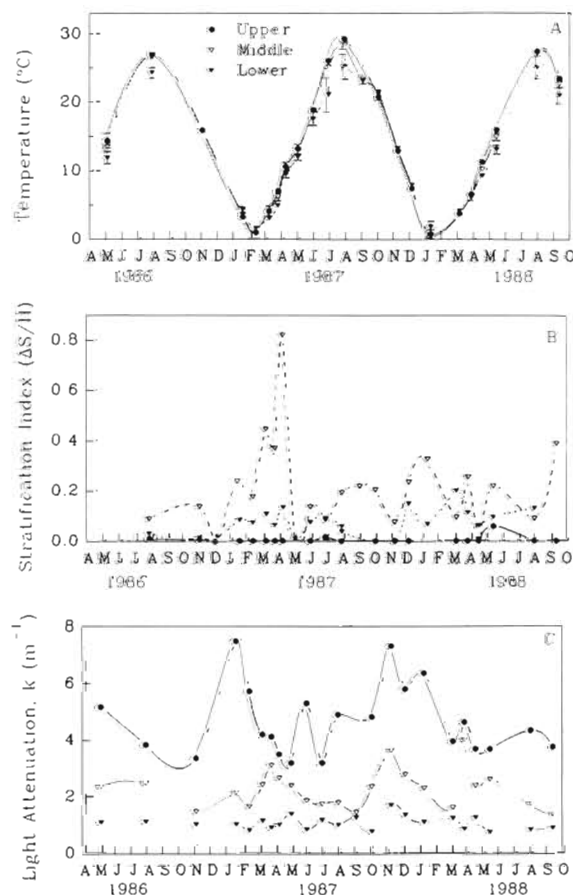 A
Upper
Middle
Lower
Temperature (°C)
30
20
10
0
A M J J A S O N D J F M A M J J A S O N D J F M A M J J A S O
1986 1987 1988
B
Stratification Index (ΔS/H)
0.8
0.6
0.4
0.2
0.0
A M J J A S O N D J F M A M J J A S O N D J F M A M J J A S O
1986 1987 1988
C
Light Attenuation, k (m⁻¹)
8
6
4
2
0
A M J J A S O N D J F M A M J J A S O N D J F M A M J J A S O
1986 1987 1988